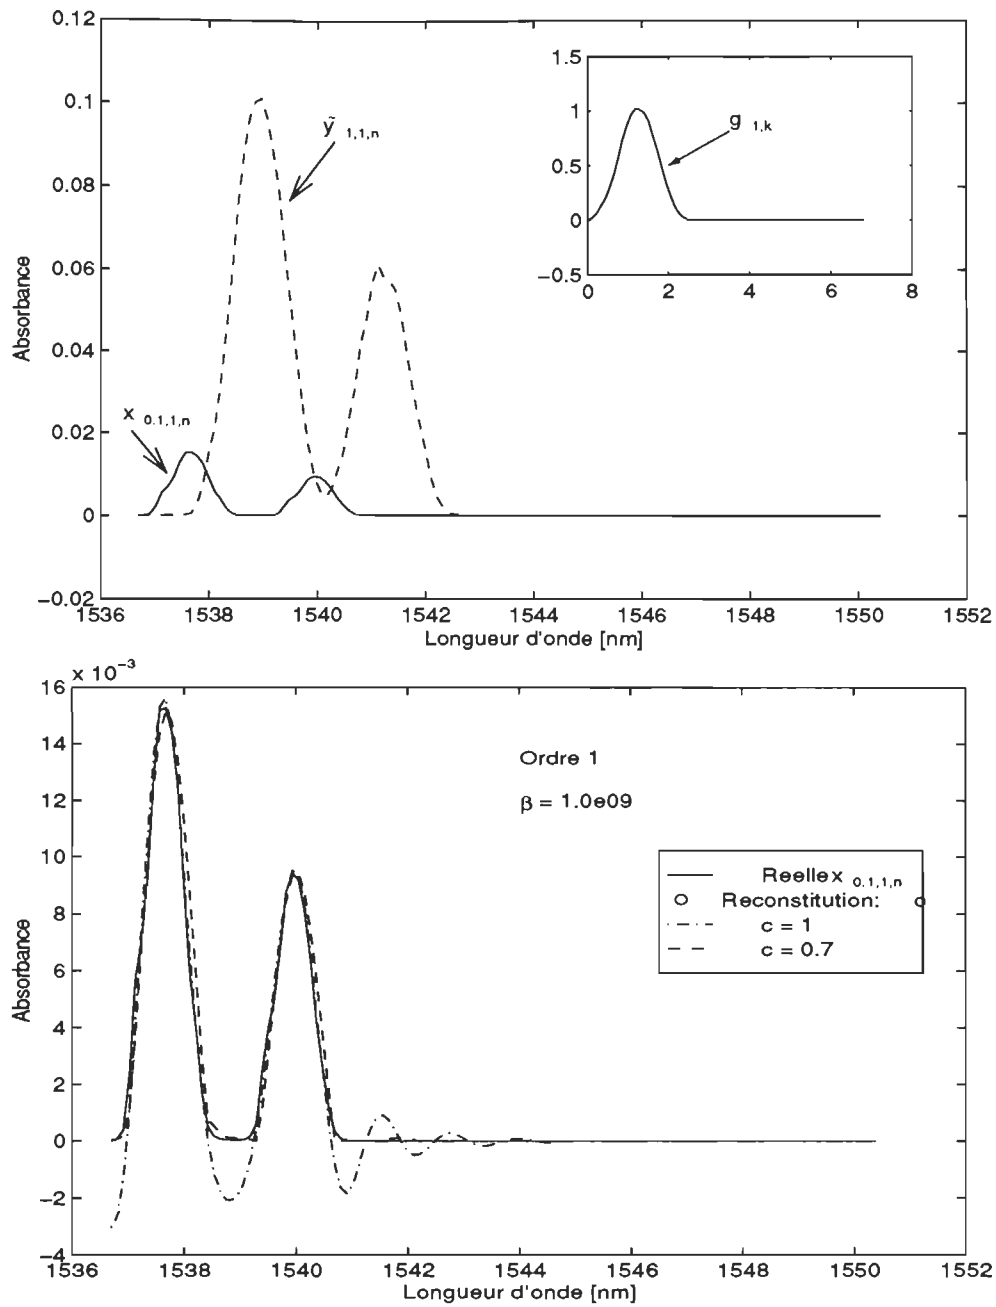 0.12
0.1
0.08
0.06
0.04
0.02
0
−0.02
Absorbance
ỹ 1,1,n
x 0.1,1,n
1.5
1
0.5
0
−0.5
g 1,k
0 2 4 6 8
1536 1538 1540 1542 1544 1546 1548 1550 1552
Longueur d'onde [nm]
x 10⁻³
16
14
12
10
8
6
4
2
0
−2
−4
Absorbance
Ordre 1
β = 1.0e09
Reellex 0.1,1,n
Reconstitution:
c = 1
c = 0.7
1536 1538 1540 1542 1544 1546 1548 1550 1552
Longueur d'onde [nm]